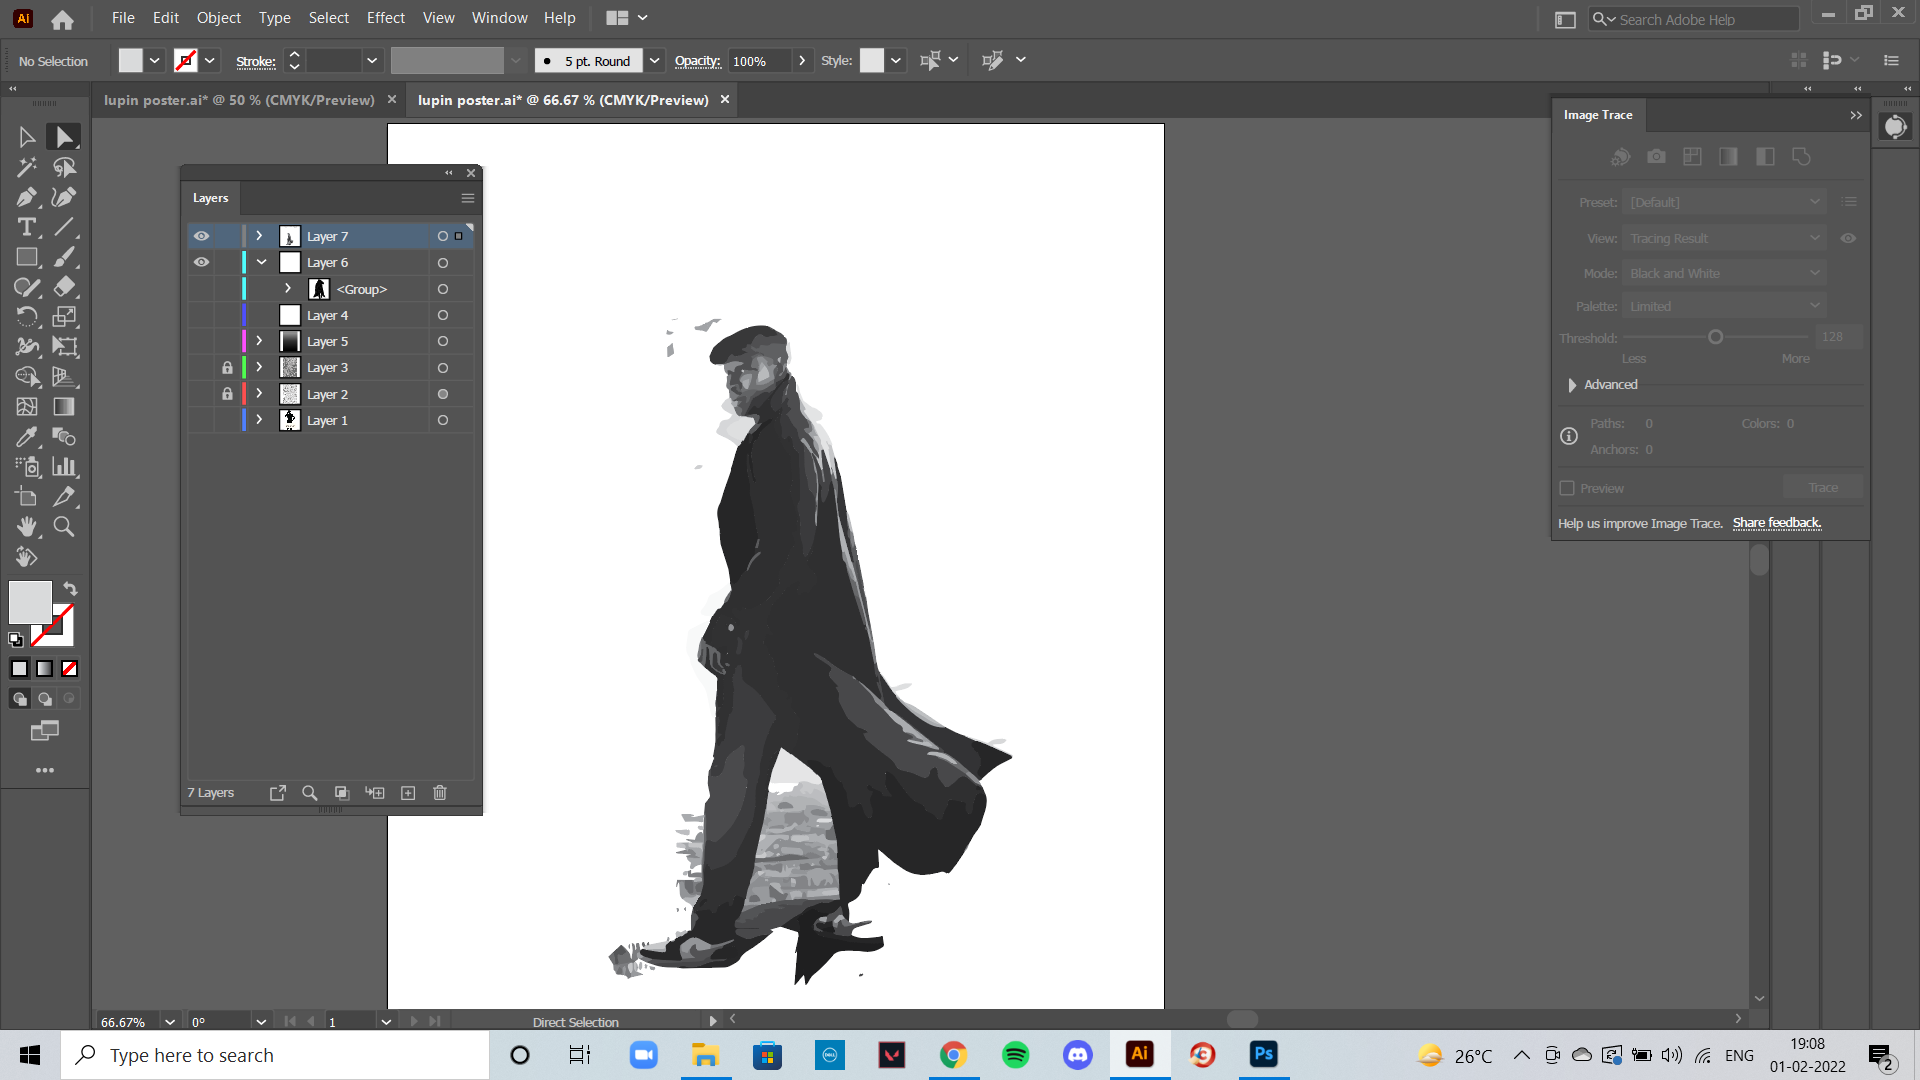 Ai File Edit Object Type Select Effect View Window Help Search Adobe Help
No Selection Stroke: 5 pt. Round Opacity: 100% Style:
lupin poster.ai* @ 50 % (CMYK/Preview) lupin poster.ai* @ 66.67 % (CMYK/Preview)
Layers
Layer 7
Layer 6
<Group>
Layer 4
Layer 5
Layer 3
Layer 2
Layer 1
7 Layers
Image Trace
Preset: [Default]
View: Tracing Result
Mode: Black and White
Palette: Limited
Threshold: 128
Less More
Advanced
Paths: 0 Colors: 0
Anchors: 0
Preview Trace
Help us improve Image Trace. Share feedback.
66.67% 0° 1 Direct Selection
Type here to search
DELL
Ai
Ps
26°C
ENG
19:08
01-02-2022
2